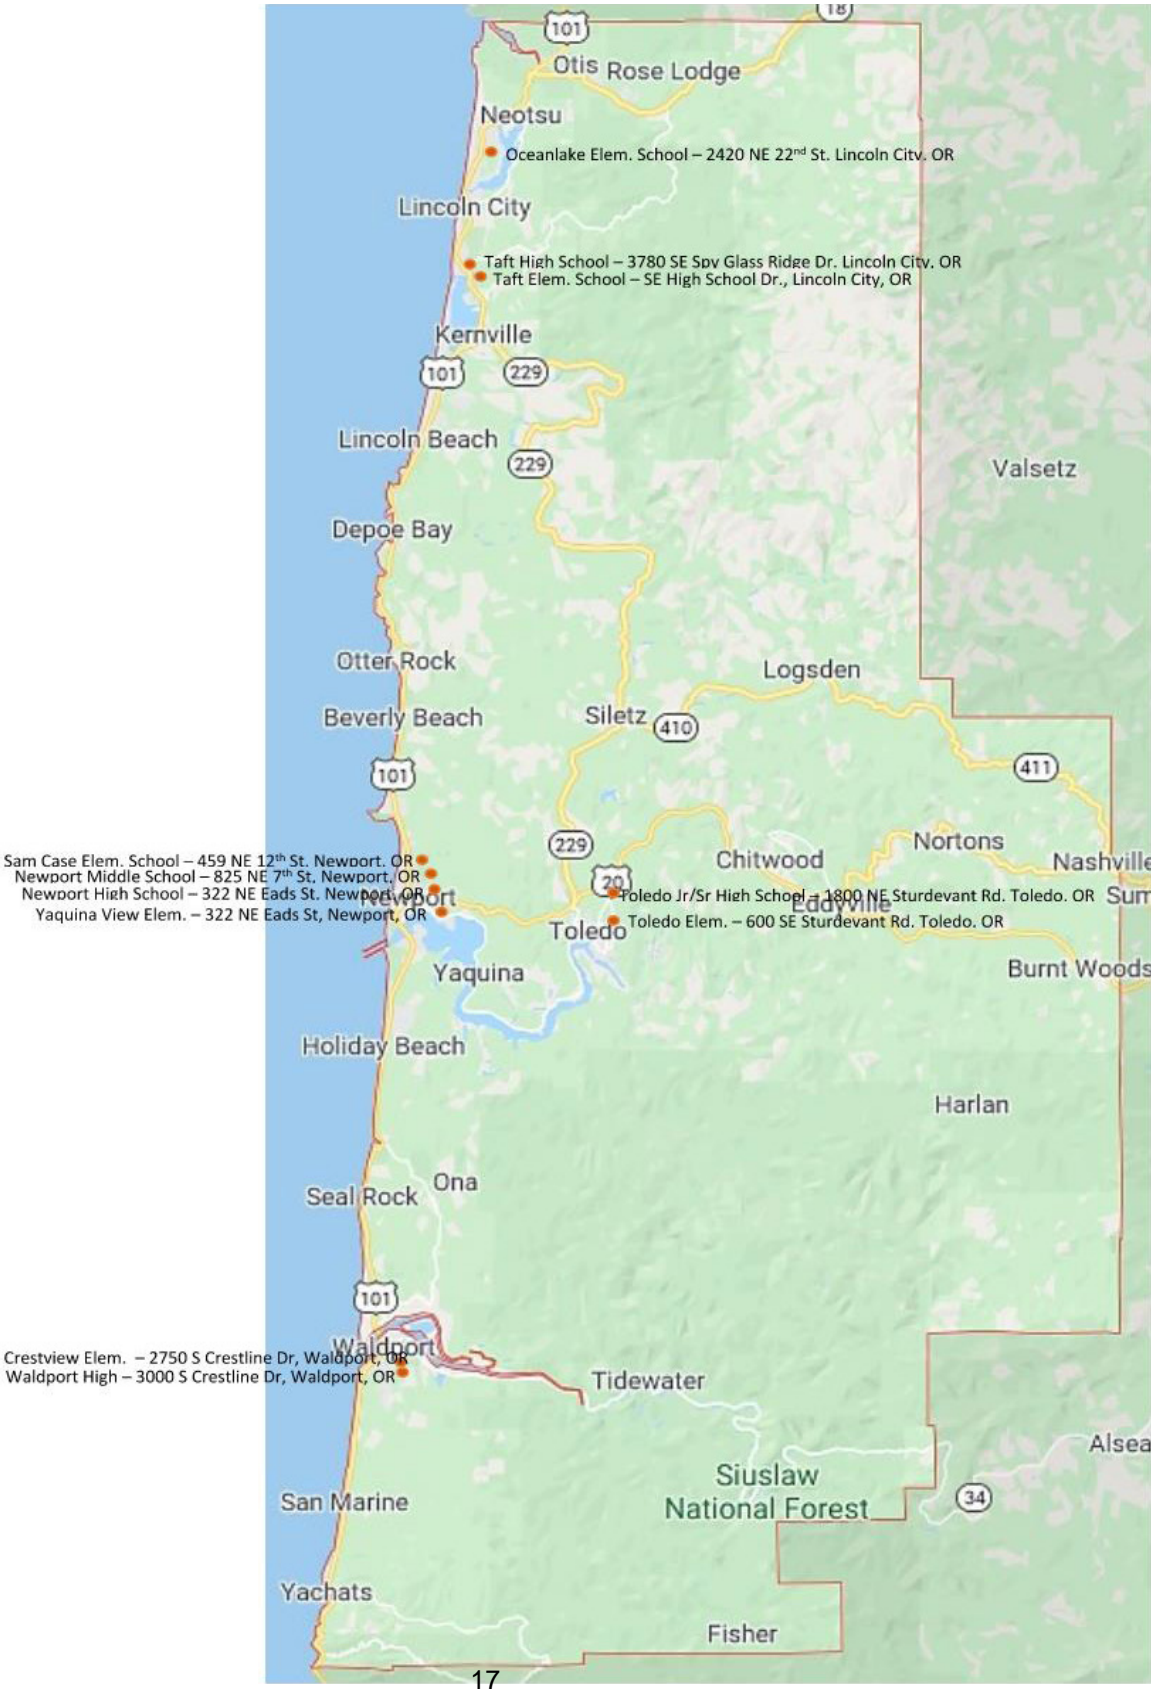 18
101
Otis
Rose Lodge
Neotsu
Oceanlake Elem. School – 2420 NE 22nd St. Lincoln City. OR
Lincoln City
Taft High School – 3780 SE Spy Glass Ridge Dr. Lincoln City. OR
Taft Elem. School – SE High School Dr., Lincoln City, OR
Kernville
101
229
Lincoln Beach
229
Valsetz
Depoe Bay
Otter Rock
Logsden
Beverly Beach
Siletz
410
101
411
229
Nortons
Chitwood
Nashville
Sam Case Elem. School – 459 NE 12th St. Newport. OR
Newport Middle School – 825 NE 7th St, Newport, OR
20
Newport High School – 322 NE Eads St. Newport, OR
Newport
Toledo Jr/Sr High School – 1800 NE Sturdevant Rd. Toledo. OR
Sum
Eddyville
Yaquina View Elem. – 322 NE Eads St, Newport, OR
Toledo Elem. – 600 SE Sturdevant Rd. Toledo. OR
Toledo
Yaquina
Burnt Woods
Holiday Beach
Harlan
Ona
Seal Rock
101
Waldport
Crestview Elem. – 2750 S Crestline Dr, Waldport, OR
Waldport High – 3000 S Crestline Dr, Waldport, OR
Tidewater
Alsea
Siuslaw
National Forest
34
San Marine
Yachats
Fisher
17